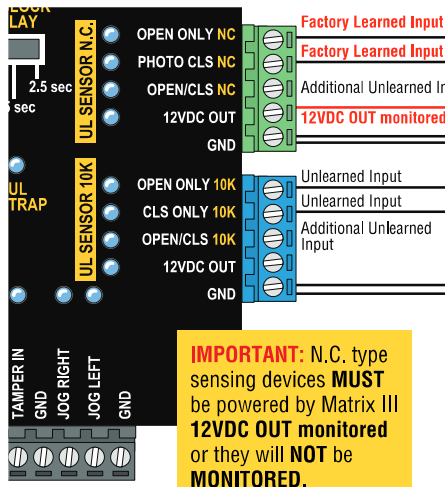 LAY
2.5 sec
sec
UL SENSOR N.C.
OPEN ONLY NC
PHOTO CLS NC
OPEN/CLS NC
12VDC OUT
GND
Factory Learned Input
Factory Learned Input
Additional Unlearned In
12VDC OUT monitored
UL
TRAP
UL SENSOR 10K
OPEN ONLY 10K
CLS ONLY 10K
OPEN/CLS 10K
12VDC OUT
GND
Unlearned Input
Unlearned Input
Additional Unlearned
Input
TAMPER IN
GND
JOG RIGHT
JOG LEFT
GND
IMPORTANT: N.C. type
sensing devices MUST
be powered by Matrix III
12VDC OUT monitored
or they will NOT be
MONITORED.